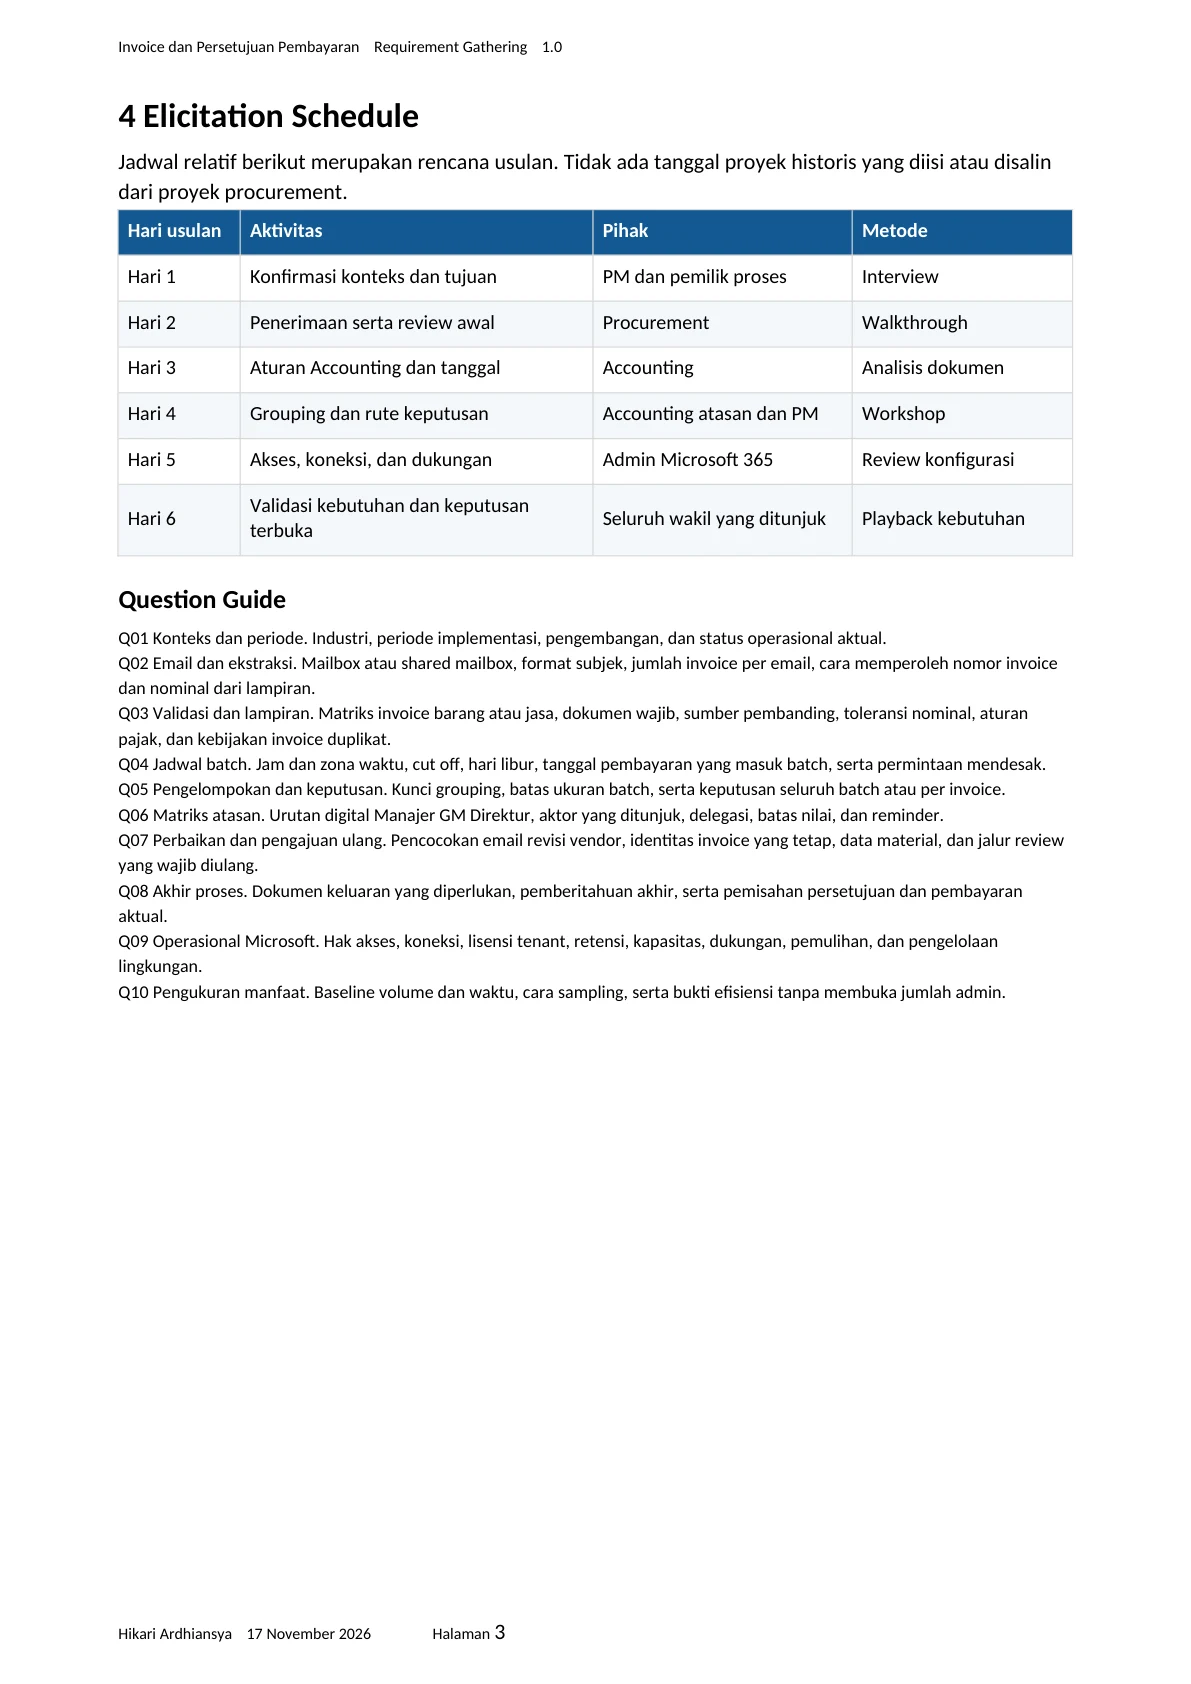 Invoice dan Persetujuan Pembayaran Requirement Gathering 1.0
4 Elicitation Schedule
Jadwal relatif berikut merupakan rencana usulan. Tidak ada tanggal proyek historis yang diisi atau disalin
dari proyek procurement.
Hari usulan Aktivitas Pihak Metode
Hari 1 Konfirmasi konteks dan tujuan PM dan pemilik proses Interview
Hari 2 Penerimaan serta review awal Procurement Walkthrough
Hari 3 Aturan Accounting dan tanggal Accounting Analisis dokumen
Hari 4 Grouping dan rute keputusan Accounting atasan dan PM Workshop
Hari 5 Akses, koneksi, dan dukungan Admin Microsoft 365 Review konfigurasi
Hari 6 Validasi kebutuhan dan keputusan
terbuka Seluruh wakil yang ditunjuk Playback kebutuhan
Question Guide
Q01 Konteks dan periode. Industri, periode implementasi, pengembangan, dan status operasional aktual.
Q02 Email dan ekstraksi. Mailbox atau shared mailbox, format subjek, jumlah invoice per email, cara memperoleh nomor invoice
dan nominal dari lampiran.
Q03 Validasi dan lampiran. Matriks invoice barang atau jasa, dokumen wajib, sumber pembanding, toleransi nominal, aturan
pajak, dan kebijakan invoice duplikat.
Q04 Jadwal batch. Jam dan zona waktu, cut off, hari libur, tanggal pembayaran yang masuk batch, serta permintaan mendesak.
Q05 Pengelompokan dan keputusan. Kunci grouping, batas ukuran batch, serta keputusan seluruh batch atau per invoice.
Q06 Matriks atasan. Urutan digital Manajer GM Direktur, aktor yang ditunjuk, delegasi, batas nilai, dan reminder.
Q07 Perbaikan dan pengajuan ulang. Pencocokan email revisi vendor, identitas invoice yang tetap, data material, dan jalur review
yang wajib diulang.
Q08 Akhir proses. Dokumen keluaran yang diperlukan, pemberitahuan akhir, serta pemisahan persetujuan dan pembayaran
aktual.
Q09 Operasional Microsoft. Hak akses, koneksi, lisensi tenant, retensi, kapasitas, dukungan, pemulihan, dan pengelolaan
lingkungan.
Q10 Pengukuran manfaat. Baseline volume dan waktu, cara sampling, serta bukti efisiensi tanpa membuka jumlah admin.
Hikari Ardhiansya 17 November 2026 Halaman 3